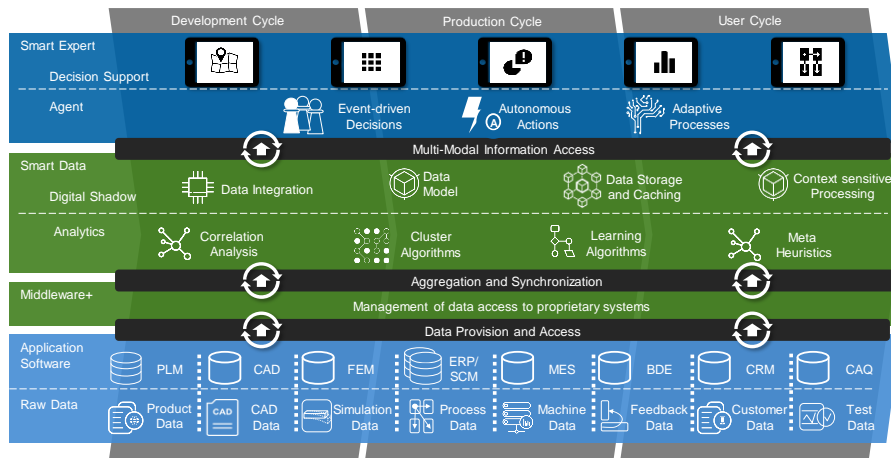 Development Cycle
Production Cycle
User Cycle
Smart Expert
Decision Support
Agent
Event-driven
Decisions
A
Autonomous
Actions
Adaptive
Processes
Multi-Modal Information Access
Smart Data
Digital Shadow
Data Integration
Data
Model
Data Storage
and Caching
Context sensitive
Processing
Analytics
Correlation
Analysis
Cluster
Algorithms
Learning
Algorithms
Meta
Heuristics
Aggregation and Synchronization
Middleware+
Management of data access to proprietary systems
Data Provision and Access
Application
Software
PLM
CAD
FEM
ERP/
SCM
MES
BDE
CRM
CAQ
Raw Data
Product
Data
CAD
CAD
Data
Simulation
Data
Process
Data
Machine
Data
Feedback
Data
Customer
Data
Test
Data